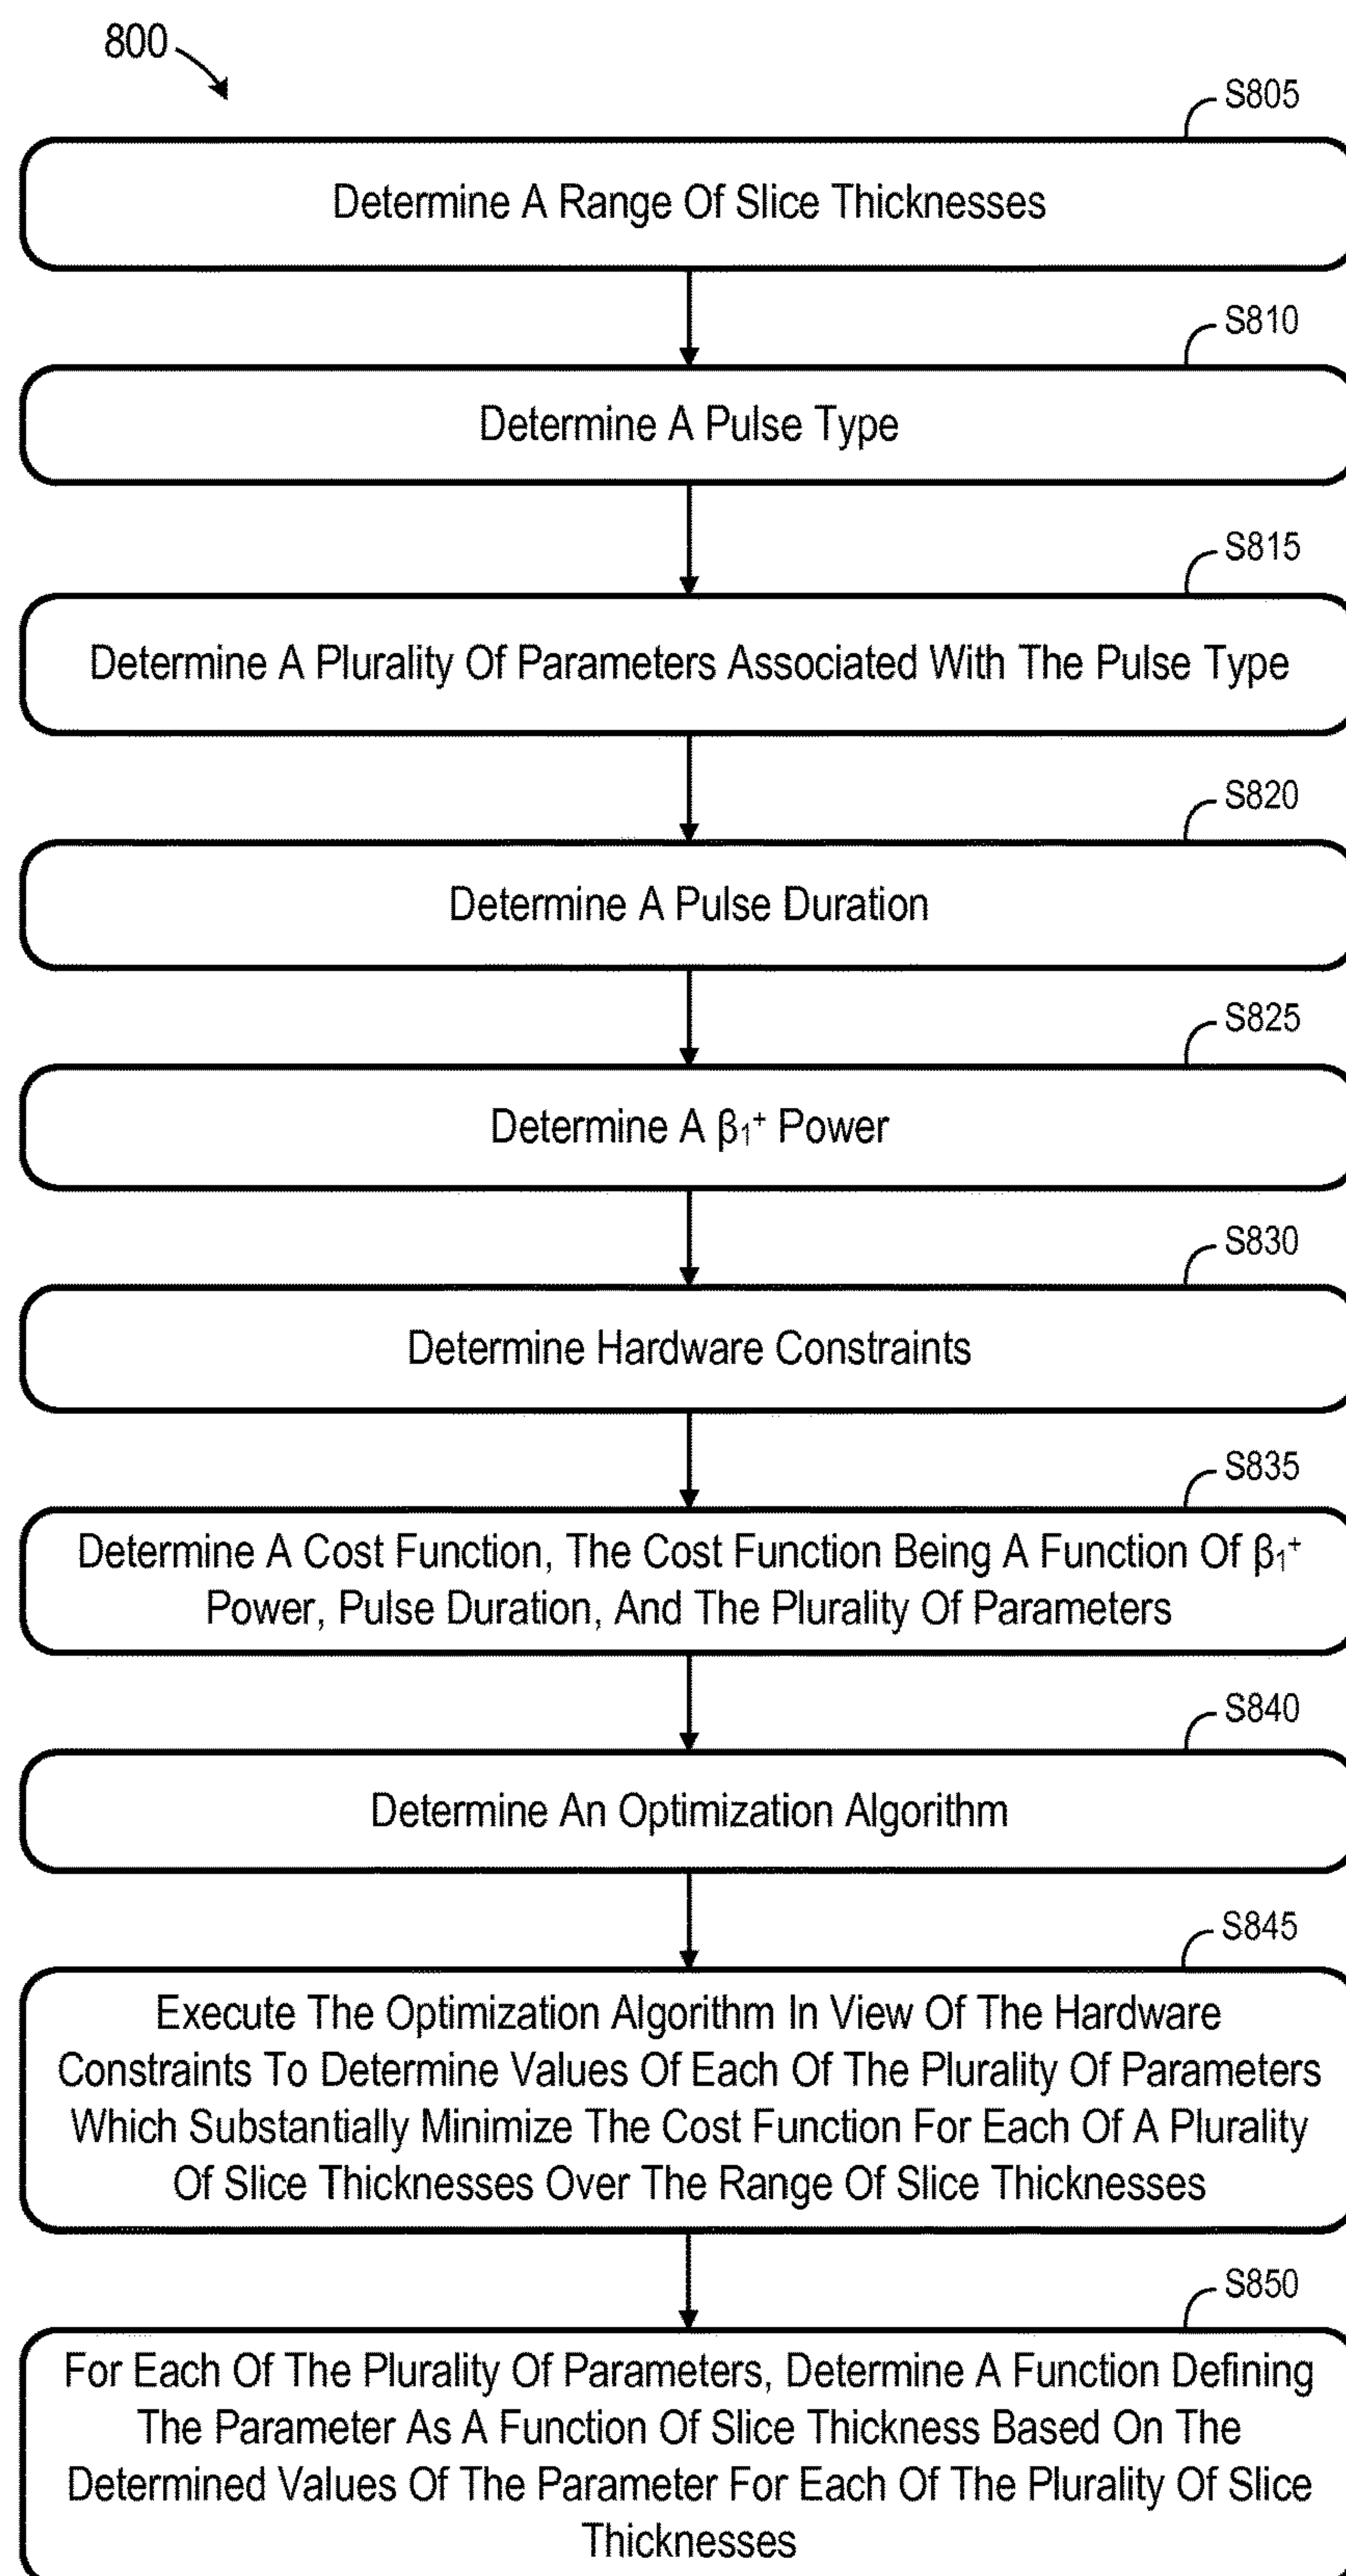 800
S805
Determine A Range Of Slice Thicknesses
S810
Determine A Pulse Type
S815
Determine A Plurality Of Parameters Associated With The Pulse Type
S820
Determine A Pulse Duration
S825
Determine A β₁⁺ Power
S830
Determine Hardware Constraints
S835
Determine A Cost Function, The Cost Function Being A Function Of β₁⁺
Power, Pulse Duration, And The Plurality Of Parameters
S840
Determine An Optimization Algorithm
S845
Execute The Optimization Algorithm In View Of The Hardware
Constraints To Determine Values Of Each Of The Plurality Of Parameters
Which Substantially Minimize The Cost Function For Each Of A Plurality
Of Slice Thicknesses Over The Range Of Slice Thicknesses
S850
For Each Of The Plurality Of Parameters, Determine A Function Defining
The Parameter As A Function Of Slice Thickness Based On The
Determined Values Of The Parameter For Each Of The Plurality Of Slice
Thicknesses